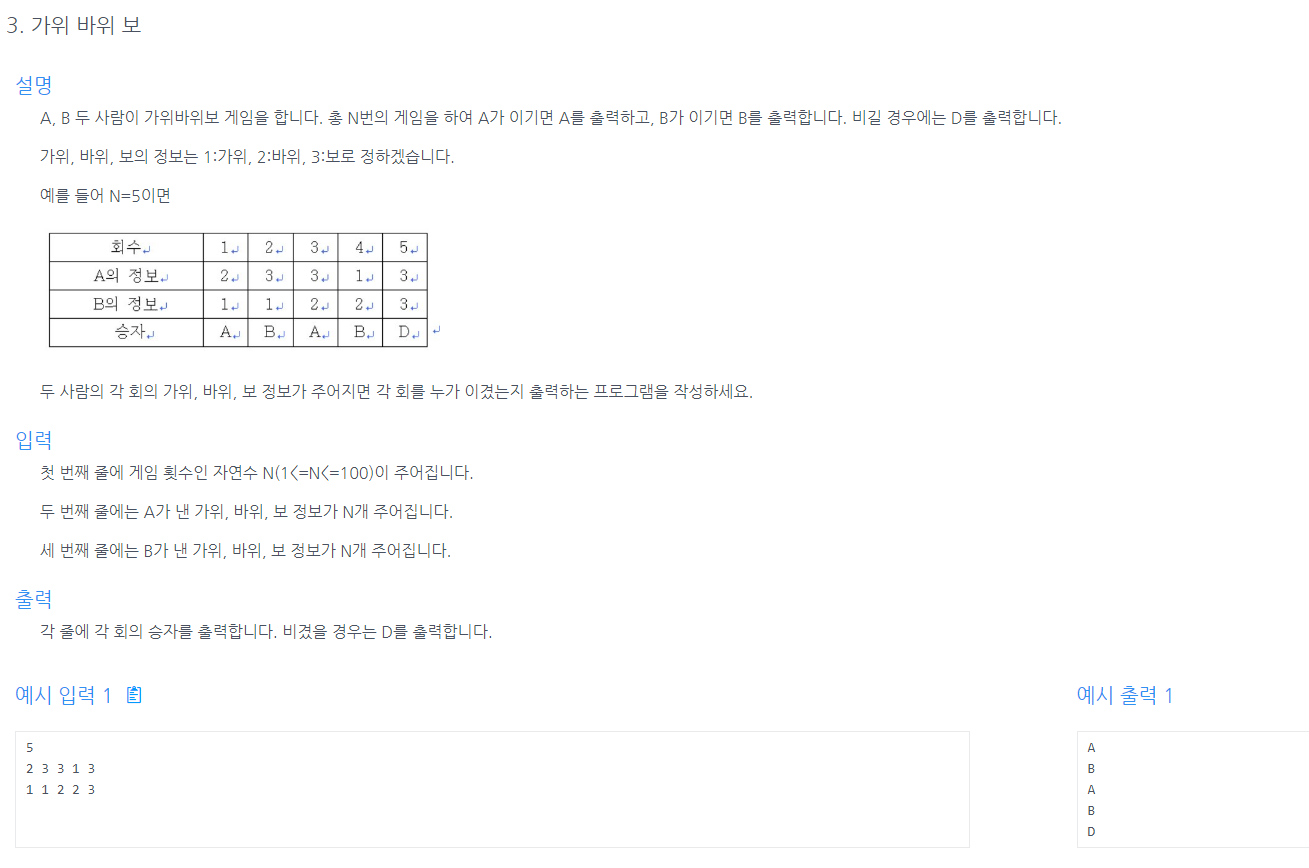 3. 가위 바위 보
설명
A, B 두 사람이 가위바위보 게임을 합니다. 총 N번의 게임을 하여 A가 이기면 A를 출력하고, B가 이기면 B를 출력합니다. 비길 경우에는 D를 출력합니다.
가위, 바위, 보의 정보는 1:가위, 2:바위, 3:보로 정하겠습니다.
예를 들어 N=5이면
회수 1 2 3 4 5
A의 정보 2 3 3 1 3
B의 정보 1 1 2 2 3
승자 A B A B D
두 사람의 각 회의 가위, 바위, 보 정보가 주어지면 각 회를 누가 이겼는지 출력하는 프로그램을 작성하세요.
입력
첫 번째 줄에 게임 횟수인 자연수 N(1<=N<=100)이 주어집니다.
두 번째 줄에는 A가 낸 가위, 바위, 보 정보가 N개 주어집니다.
세 번째 줄에는 B가 낸 가위, 바위, 보 정보가 N개 주어집니다.
출력
각 줄에 각 회의 승자를 출력합니다. 비겼을 경우는 D를 출력합니다.
예시 입력 1
5
2 3 3 1 3
1 1 2 2 3
예시 출력 1
A
B
A
B
D